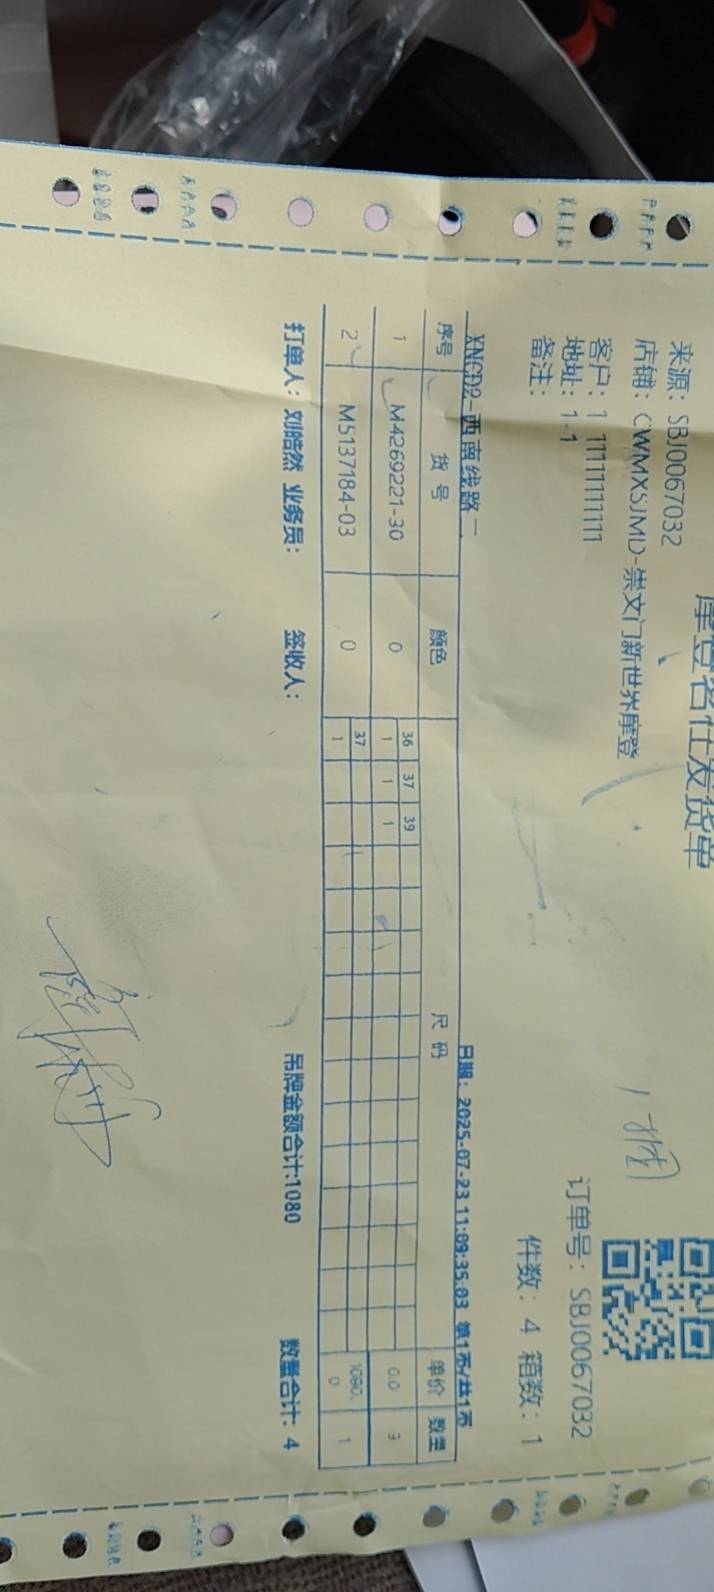 摩登名仕发货单
来源：SBJ0067032
店铺：CWMXSJMD-崇文门新世界摩登
客户：1 11111111111
地址：1-1
备注：
1箱
订单号：SBJ0067032
件数：4 箱数：1
XNCD2-西南线路一 日期：2025-07-23 11:09:35:03 第1页/共1页
序号 货号 颜色 尺码 单价 数量
36 37 39
1 M4269221-30 0 1 1 1 0.0 3
37
2 M5137184-03 0 1 1080.0 1
打单人：刘皓然 业务员： 签收人： 吊牌金额合计:1080 数量合计：4